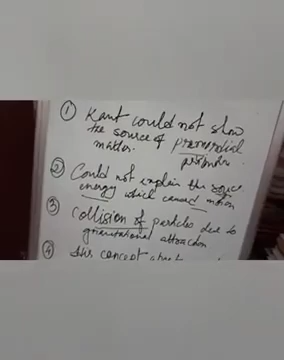 ① Kant could not show
the source of premordial
matter.
② Could not explain the source
energy which caused motion
③ Collision of particles due to
gravitational attraction
④ this concept